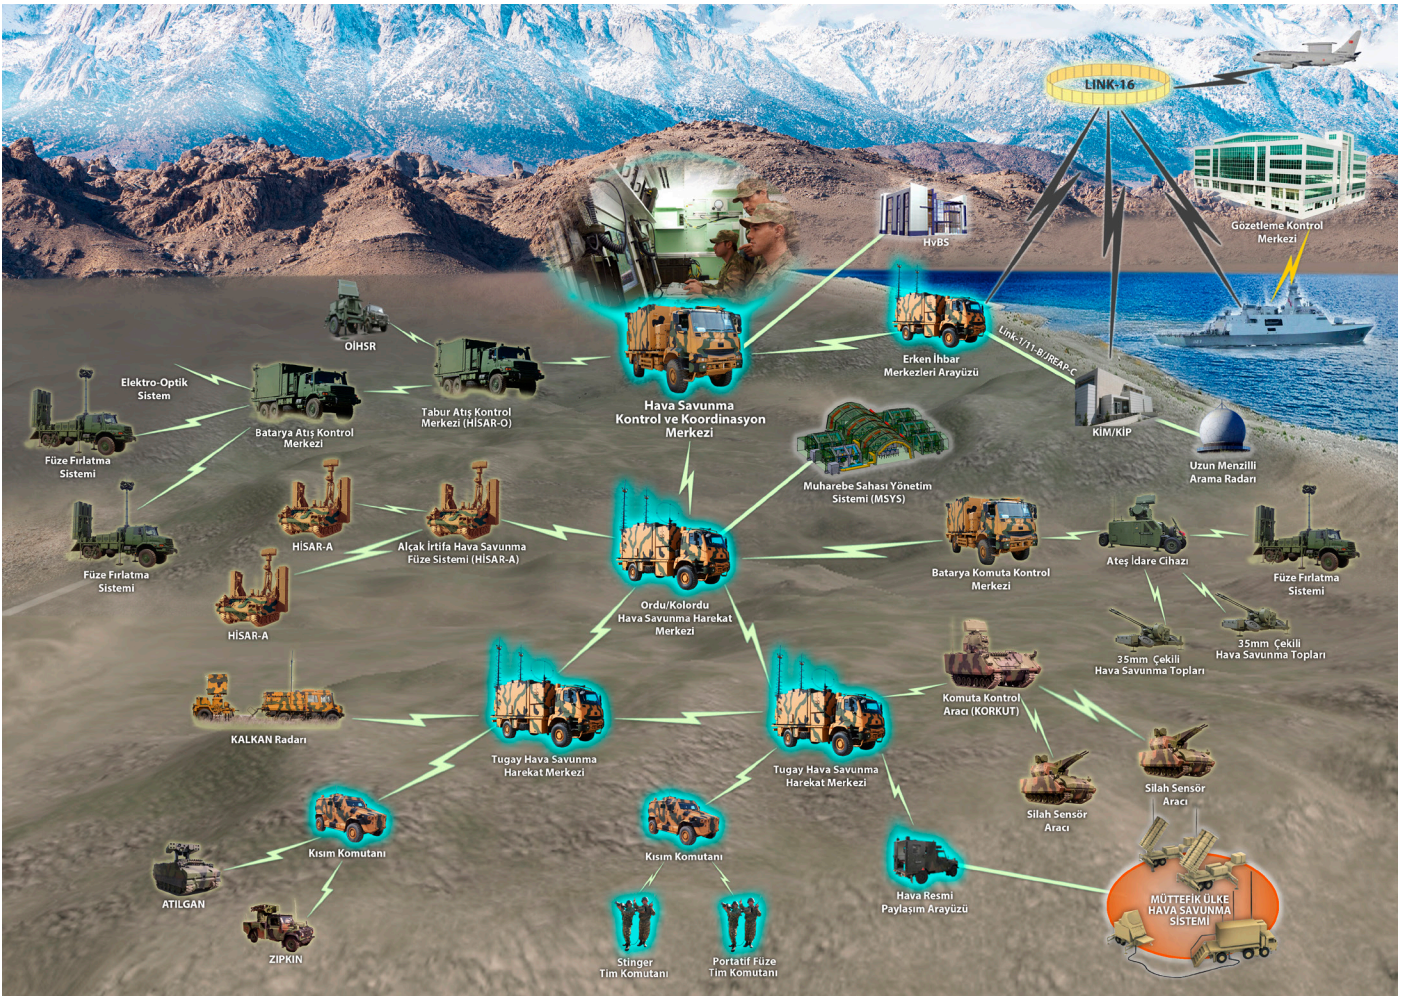 LINK-16
Gözetleme Kontrol
Merkezi
HvBS
OİHSR
Elektro-Optik
Sistem
Tabur Atış Kontrol
Merkezi (HİSAR-O)
Batarya Atış Kontrol
Merkezi
Füze Fırlatma
Sistemi
Füze Fırlatma
Sistemi
Hava Savunma
Kontrol ve Koordinasyon
Merkezi
Erken İhbar
Merkezleri Arayüzü
Link-1/11-B/JREAP-C
KİM/KİP
Uzun Menzilli
Arama Radarı
Muharebe Sahası Yönetim
Sistemi (MSYS)
HİSAR-A
Alçak İrtifa Hava Savunma
Füze Sistemi (HİSAR-A)
HİSAR-A
Ordu/Kolordu
Hava Savunma Harekat
Merkezi
Batarya Komuta Kontrol
Merkezi
Ateş İdare Cihazı
Füze Fırlatma
Sistemi
35mm Çekili
Hava Savunma Topları
35mm Çekili
Hava Savunma Topları
KALKAN Radarı
Tugay Hava Savunma
Harekat Merkezi
Tugay Hava Savunma
Harekat Merkezi
Komuta Kontrol
Aracı (KORKUT)
Silah Sensör
Aracı
Silah Sensör
Aracı
Kısım Komutanı
Kısım Komutanı
ATILGAN
ZIPKIN
Stinger
Tim Komutanı
Portatif Füze
Tim Komutanı
Hava Resmi
Paylaşım Arayüzü
MÜTTEFİK ÜLKE
HAVA SAVUNMA
SİSTEMİ